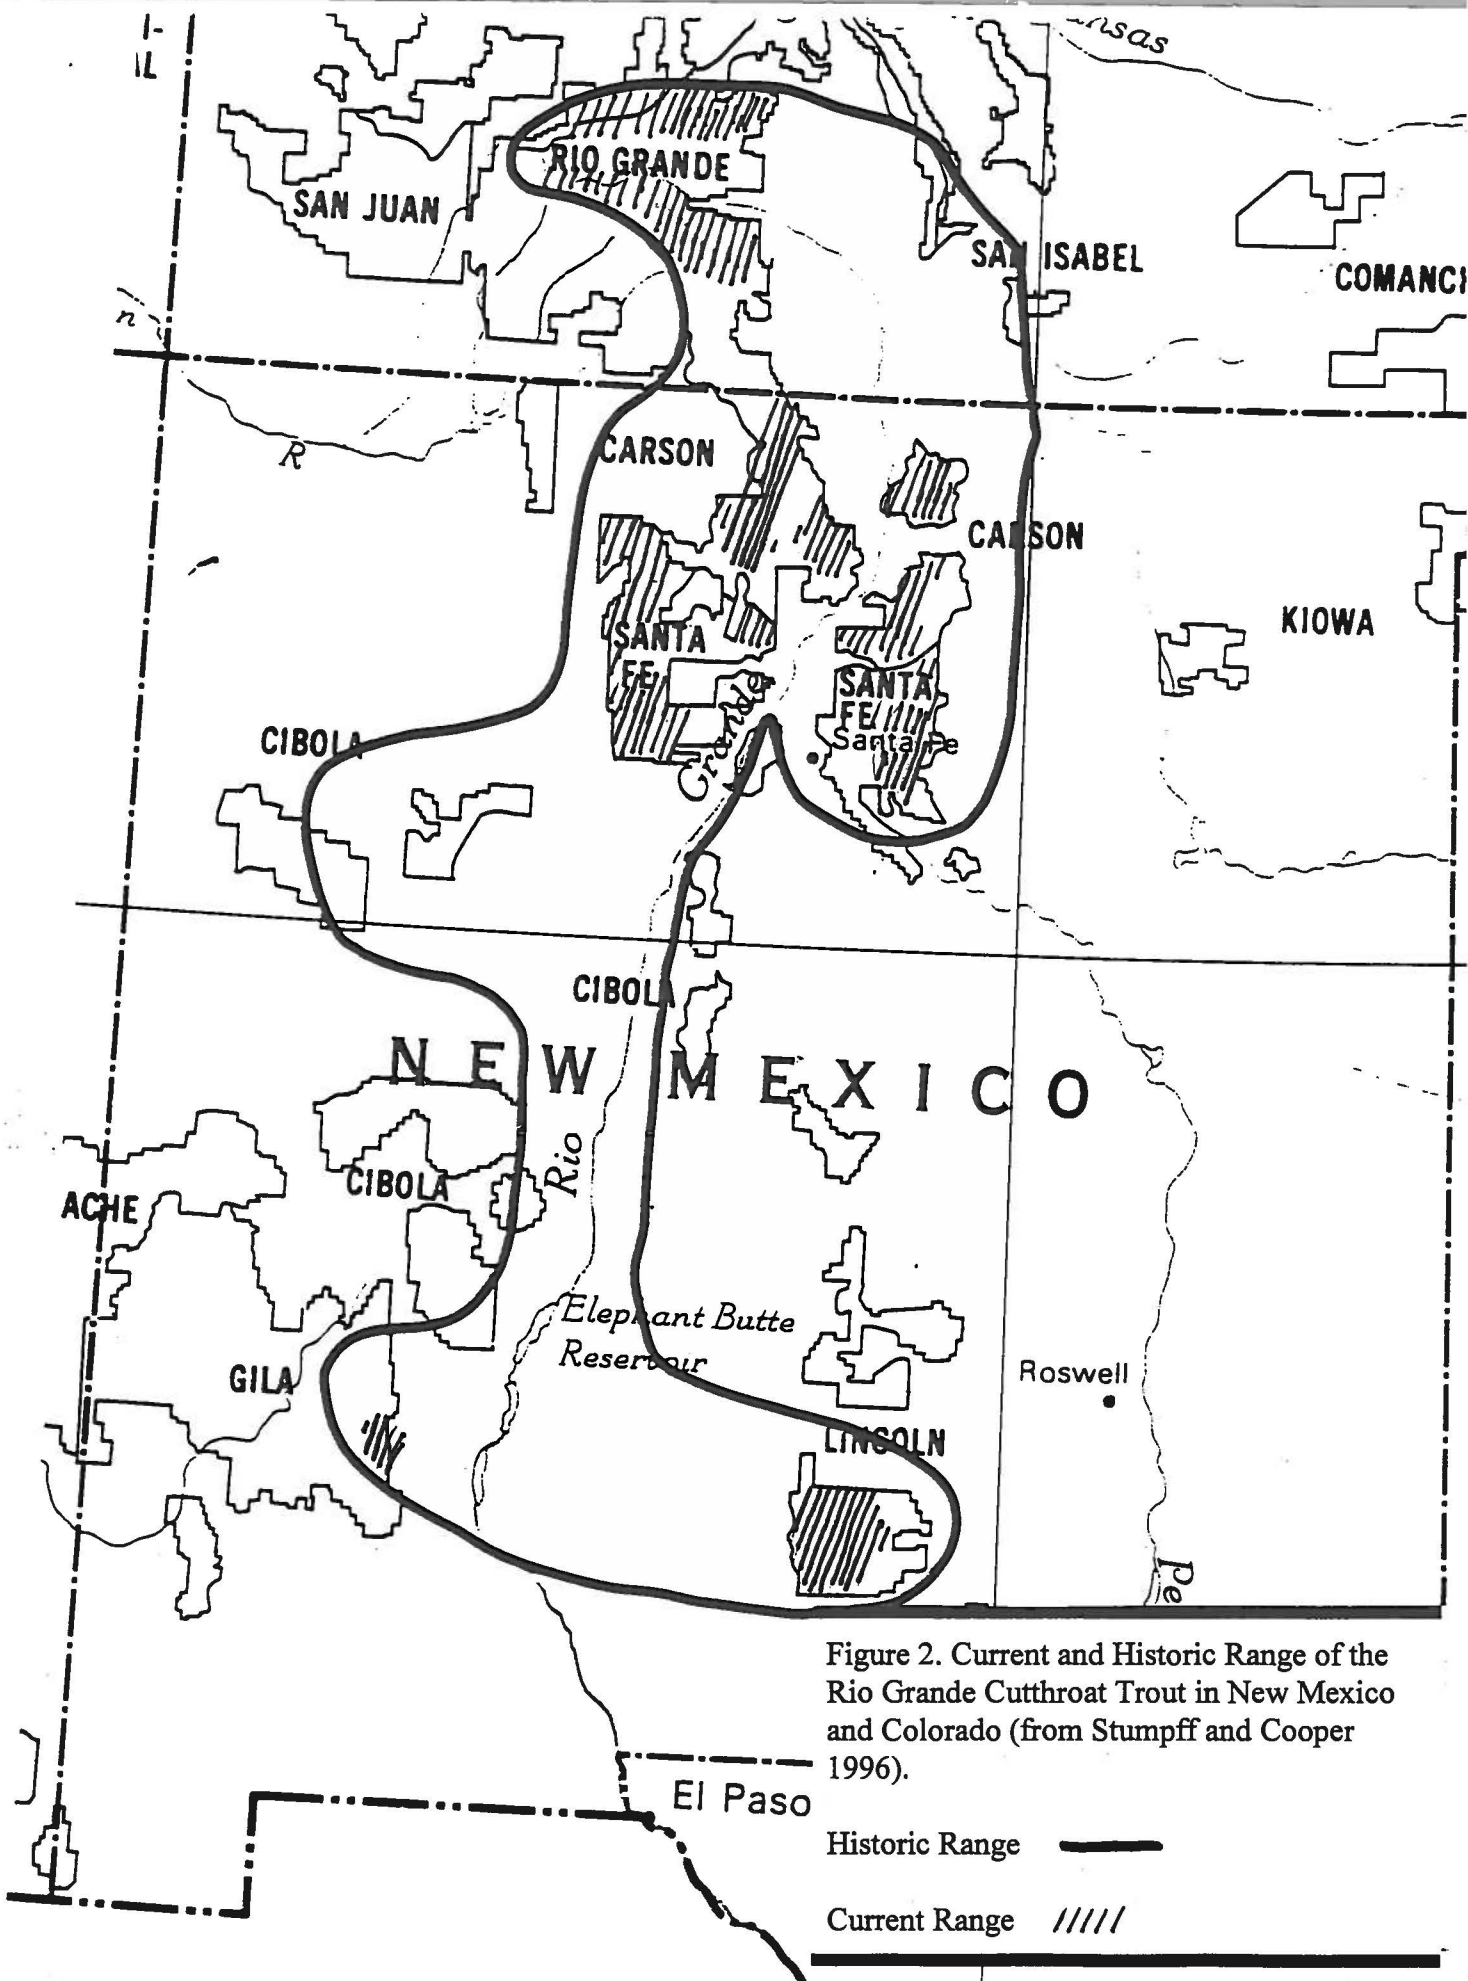 nsas
RIO GRANDE
SAN JUAN
SAN ISABEL
COMANCH
n
CARSON
R
CARSON
KIOWA
SANTA
FE
SANTA
FE
Santa Fe
Grande
CIBOLA
CIBOLA
NEW MEXICO
Rio
CIBOLA
ACHE
Elephant Butte
Reservoir
GILA
Roswell
LINCOLN
Pe
Figure 2. Current and Historic Range of the
Rio Grande Cutthroat Trout in New Mexico
and Colorado (from Stumpff and Cooper
1996).
El Paso
Historic Range
Current Range